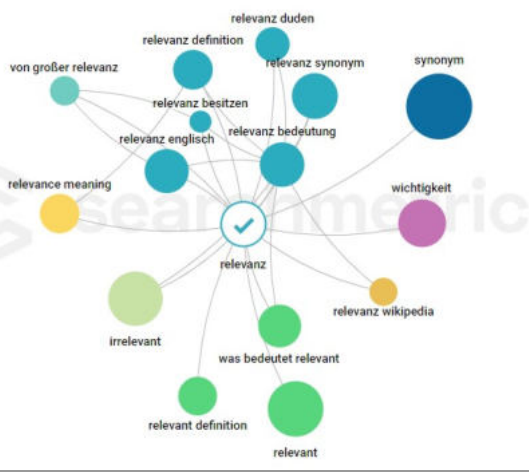 relevanz duden
relevanz definition
synonym
relevanz synonym
von großer relevanz
relevanz besitzen
relevanz bedeutung
relevanz englisch
relevance meaning
wichtigkeit
searchmetric
relevanz
relevanz wikipedia
irrelevant
was bedeutet relevant
relevant definition
relevant